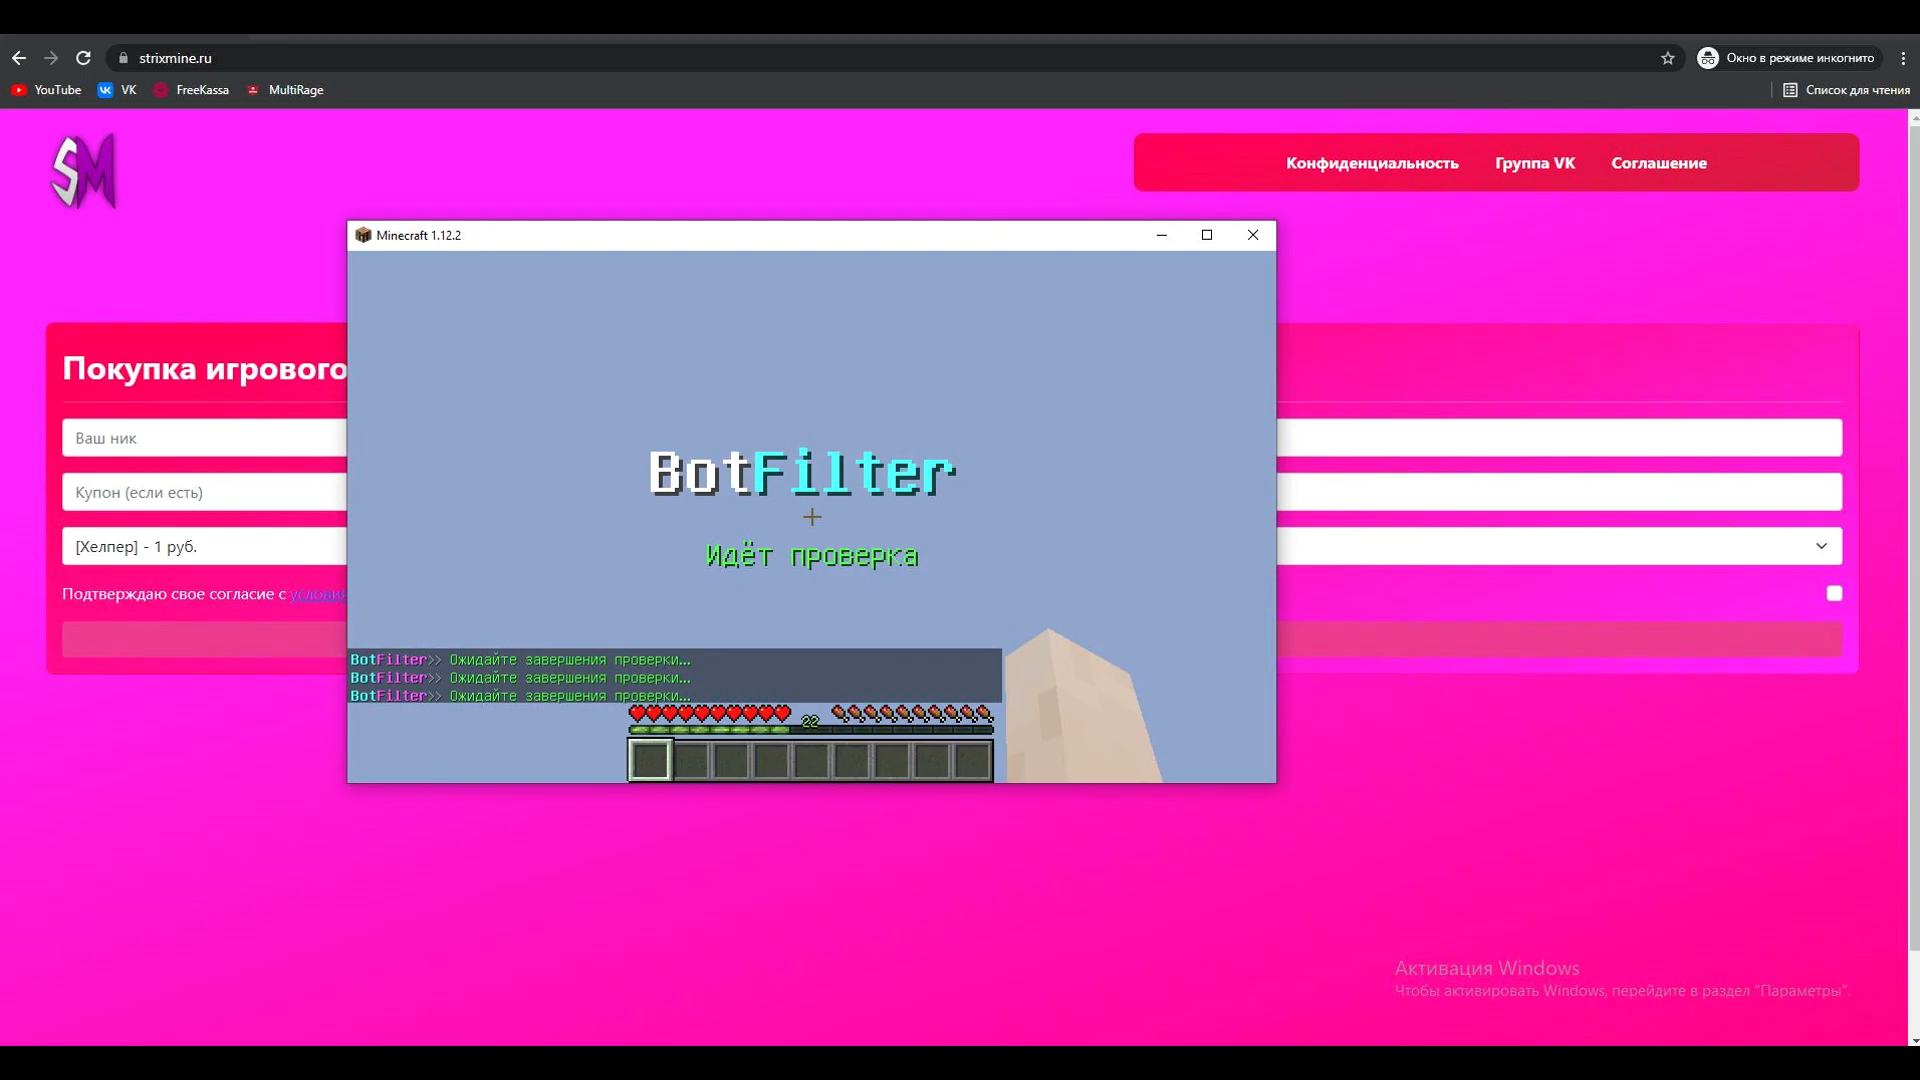 strixmine.ru
Окно в режиме инкогнито
YouTube
VK
FreeKassa
MultiRage
Список для чтения
SM
Конфиденциальность
Группа VK
Соглашение
Minecraft 1.12.2
Покупка игрового
Ваш ник
Купон (если есть)
[Хелпер] - 1 руб.
Подтверждаю свое согласие с условия
BotFilter
Идёт проверка
BotFilter>> Ожидайте завершения проверки...
BotFilter>> Ожидайте завершения проверки...
BotFilter>> Ожидайте завершения проверки...
22
Активация Windows
Чтобы активировать Windows, перейдите в раздел "Параметры".